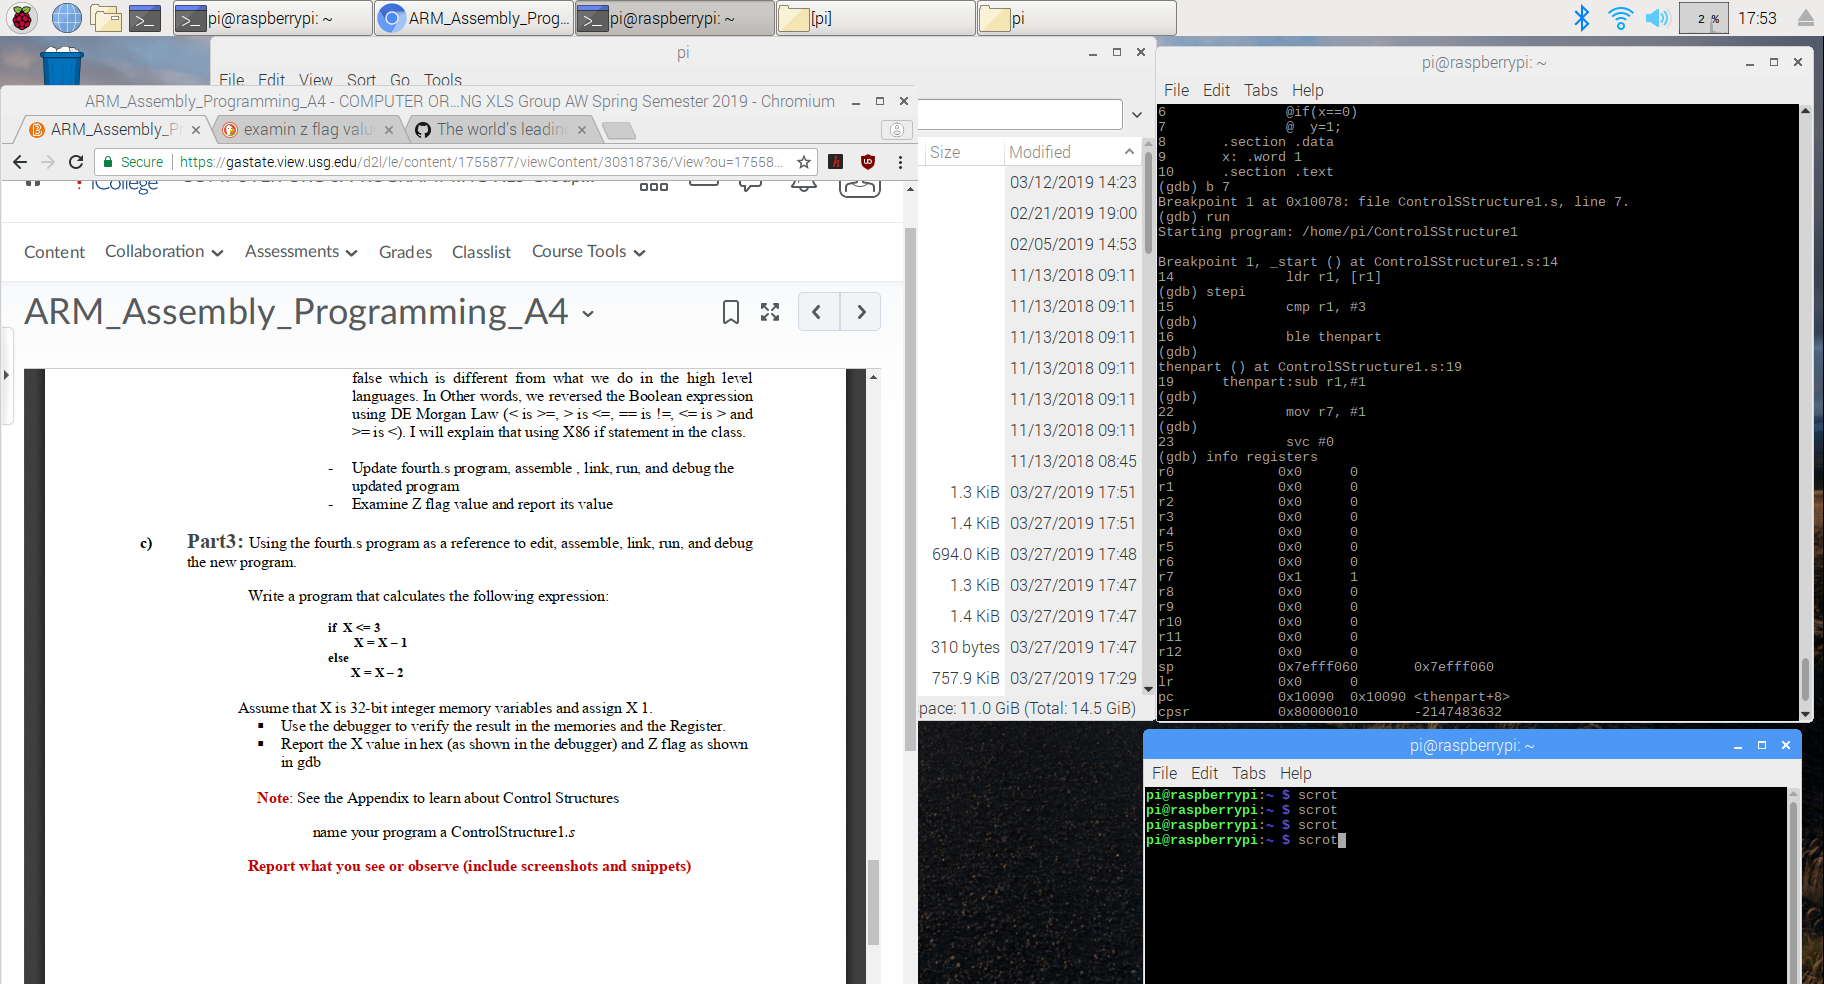 pi@raspberrypi: ~
ARM_Assembly_Prog...
pi@raspberrypi: ~
[pi]
pi
2 %
17:53
pi
File Edit View Sort Go Tools
ARM_Assembly_Programming_A4 - COMPUTER OR...NG XLS Group AW Spring Semester 2019 - Chromium
ARM_Assembly_P
examin z flag valu
The world's leading
Secure
https://gastate.view.usg.edu/d2l/le/content/1755877/viewContent/30318736/View?ou=17558...
iCollege
Content Collaboration Assessments Grades Classlist Course Tools
ARM_Assembly_Programming_A4
false which is different from what we do in the high level
languages. In Other words, we reversed the Boolean expression
using DE Morgan Law (< is >=, > is <=, == is !=, <= is > and
>= is <). I will explain that using X86 if statement in the class.
- Update fourth.s program, assemble , link, run, and debug the
updated program
- Examine Z flag value and report its value
c) Part3: Using the fourth.s program as a reference to edit, assemble, link, run, and debug
the new program.
Write a program that calculates the following expression:
if X <= 3
X = X – 1
else
X = X – 2
Assume that X is 32-bit integer memory variables and assign X 1.
▪ Use the debugger to verify the result in the memories and the Register.
▪ Report the X value in hex (as shown in the debugger) and Z flag as shown
in gdb
Note: See the Appendix to learn about Control Structures
name your program a ControlStructure1.s
Report what you see or observe (include screenshots and snippets)
Size Modified
03/12/2019 14:23
02/21/2019 19:00
02/05/2019 14:53
11/13/2018 09:11
11/13/2018 09:11
11/13/2018 09:11
11/13/2018 09:11
11/13/2018 09:11
11/13/2018 09:11
11/13/2018 08:45
1.3 KiB 03/27/2019 17:51
1.4 KiB 03/27/2019 17:51
694.0 KiB 03/27/2019 17:48
1.3 KiB 03/27/2019 17:47
1.4 KiB 03/27/2019 17:47
310 bytes 03/27/2019 17:47
757.9 KiB 03/27/2019 17:29
pace: 11.0 GiB (Total: 14.5 GiB)
pi@raspberrypi: ~
File Edit Tabs Help
6 @if(x==0)
7 @ y=1;
8 .section .data
9 x: .word 1
10 .section .text
(gdb) b 7
Breakpoint 1 at 0x10078: file ControlSStructure1.s, line 7.
(gdb) run
Starting program: /home/pi/ControlSStructure1
Breakpoint 1, _start () at ControlSStructure1.s:14
14 ldr r1, [r1]
(gdb) stepi
15 cmp r1, #3
(gdb)
16 ble thenpart
(gdb)
thenpart () at ControlSStructure1.s:19
19 thenpart:sub r1,#1
(gdb)
22 mov r7, #1
(gdb)
23 svc #0
(gdb) info registers
r0 0x0 0
r1 0x0 0
r2 0x0 0
r3 0x0 0
r4 0x0 0
r5 0x0 0
r6 0x0 0
r7 0x1 1
r8 0x0 0
r9 0x0 0
r10 0x0 0
r11 0x0 0
r12 0x0 0
sp 0x7efff060 0x7efff060
lr 0x0 0
pc 0x10090 0x10090 <thenpart+8>
cpsr 0x80000010 -2147483632
pi@raspberrypi: ~
File Edit Tabs Help
pi@raspberrypi:~ $ scrot
pi@raspberrypi:~ $ scrot
pi@raspberrypi:~ $ scrot
pi@raspberrypi:~ $ scrot